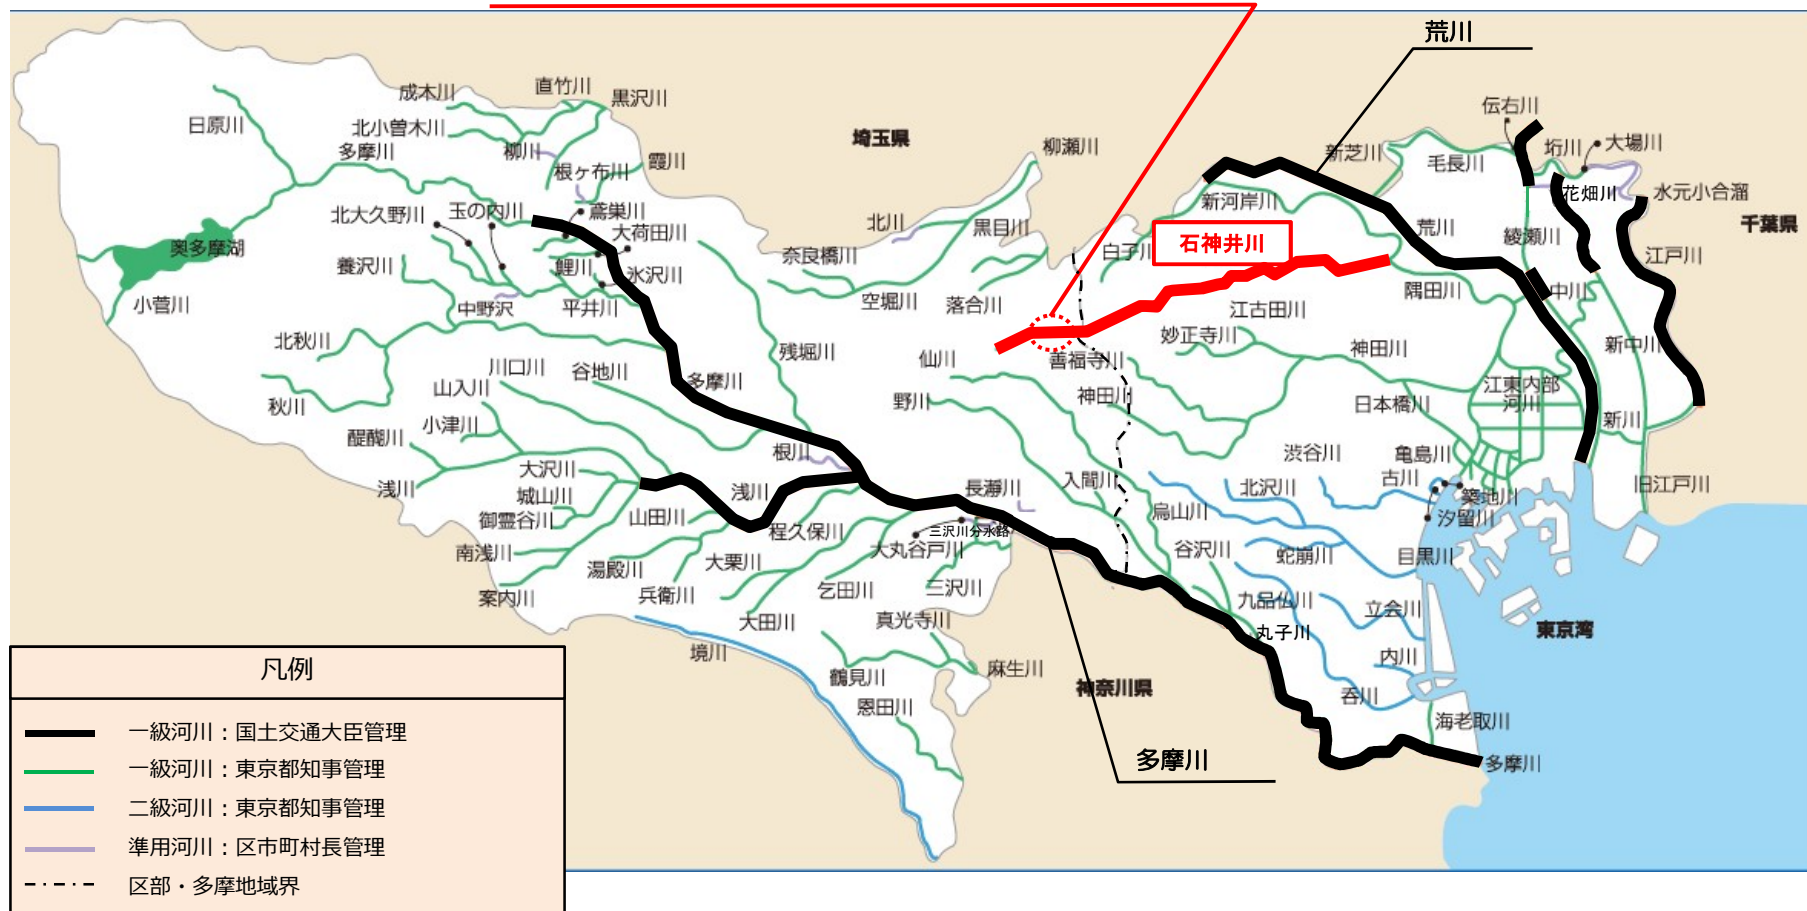 荒川
伝右川
成木川
直竹川
黒沢川
日原川
北小曽木川
埼玉県
新芝川
毛長川
垳川
大場川
多摩川
柳川
根ヶ布川
霞川
柳瀬川
花畑川
水元小合溜
北大久野川
玉の内川
鳶巣川
大荷田川
北川
黒目川
新河岸川
荒川
綾瀬川
千葉県
奥多摩湖
養沢川
鯉川
氷沢川
奈良橋川
白子川
石神井川
江戸川
小菅川
中野沢
平井川
空堀川
落合川
江古田川
隅田川
中川
北秋川
残堀川
仙川
善福寺川
妙正寺川
神田川
新中川
川口川
谷地川
多摩川
山入川
秋川
小津川
野川
神田川
日本橋川
江東内部
河川
新川
醍醐川
根川
渋谷川
亀島川
浅川
大沢川
城山川
浅川
長瀞川
入間川
北沢川
古川
築地川
旧江戸川
御霊谷川
山田川
程久保川
三沢川分水路
烏山川
汐留川
南浅川
湯殿川
大栗川
大丸谷戸川
谷沢川
蛇崩川
目黒川
案内川
兵衛川
乞田川
三沢川
九品仏川
立会川
大田川
真光寺川
丸子川
東京湾
境川
鶴見川
麻生川
神奈川県
内川
恩田川
呑川
海老取川
多摩川
多摩川
凡例
一級河川：国土交通大臣管理
一級河川：東京都知事管理
二級河川：東京都知事管理
準用河川：区市町村長管理
区部・多摩地域界